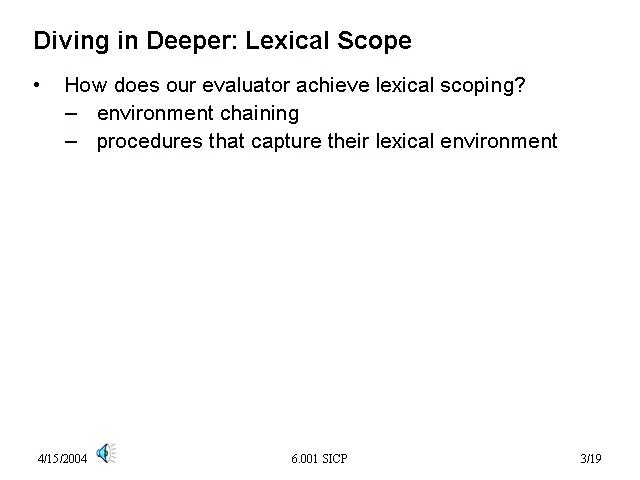 Diving in Deeper: Lexical Scope
• How does our evaluator achieve lexical scoping?
– environment chaining
– procedures that capture their lexical environment
4/15/2004 6.001 SICP 3/19